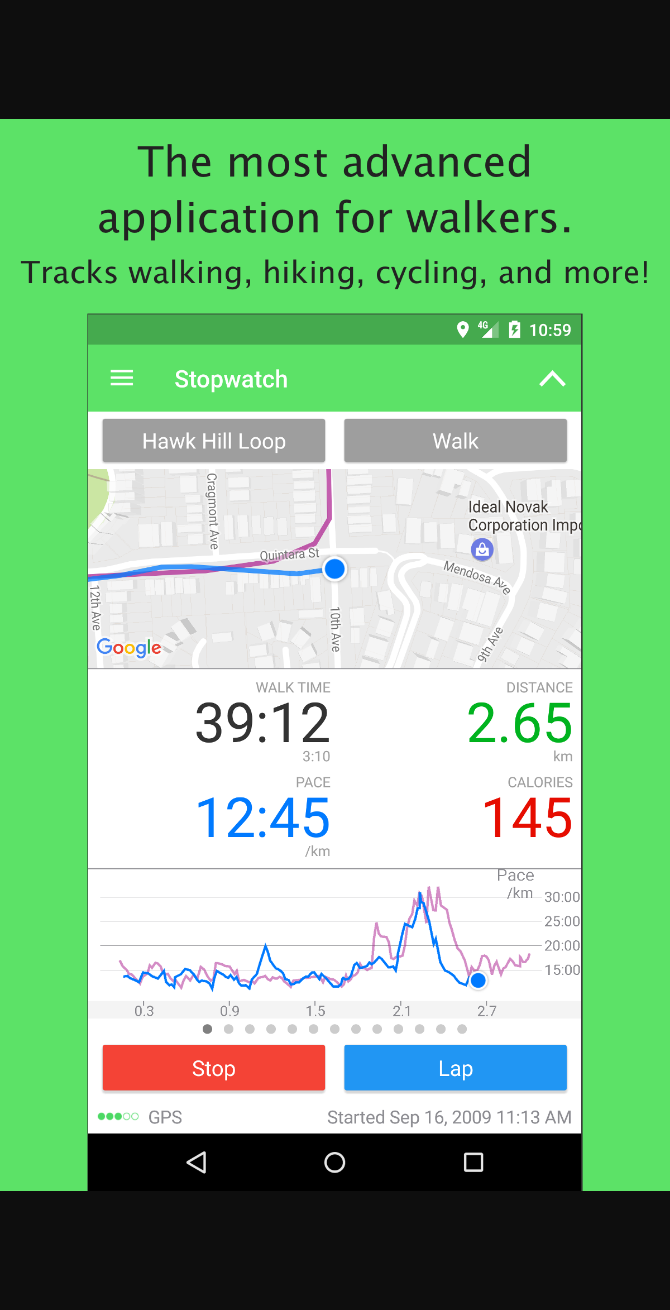 The most advanced
application for walkers.
Tracks walking, hiking, cycling, and more!
4G 10:59
Stopwatch
Hawk Hill Loop Walk
Cragmont Ave
Ideal Novak
Corporation Impo
Quintara St
Mendosa Ave
12th Ave
10th Ave
9th Ave
Google
WALK TIME DISTANCE
39:12 2.65
3:10 km
PACE CALORIES
12:45 145
/km
Pace
/km
30:00
25:00
20:00
15:00
0.3 0.9 1.5 2.1 2.7
Stop Lap
GPS Started Sep 16, 2009 11:13 AM